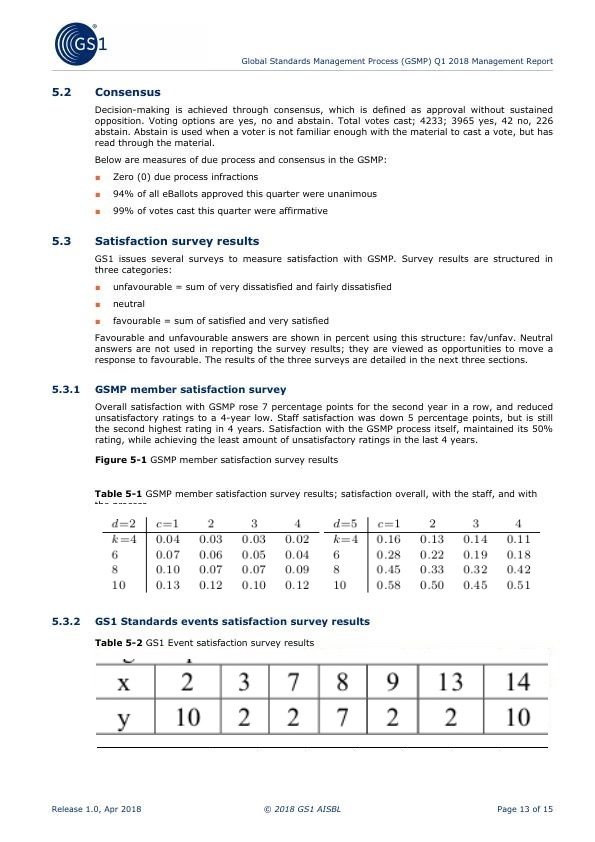 GS1
Global Standards Management Process (GSMP) Q1 2018 Management Report
5.2 Consensus
Decision-making is achieved through consensus, which is defined as approval without sustained
opposition. Voting options are yes, no and abstain. Total votes cast; 4233; 3965 yes, 42 no, 226
abstain. Abstain is used when a voter is not familiar enough with the material to cast a vote, but has
read through the material.
Below are measures of due process and consensus in the GSMP:
▪ Zero (0) due process infractions
▪ 94% of all eBallots approved this quarter were unanimous
▪ 99% of votes cast this quarter were affirmative
5.3 Satisfaction survey results
GS1 issues several surveys to measure satisfaction with GSMP. Survey results are structured in
three categories:
▪ unfavourable = sum of very dissatisfied and fairly dissatisfied
▪ neutral
▪ favourable = sum of satisfied and very satisfied
Favourable and unfavourable answers are shown in percent using this structure: fav/unfav. Neutral
answers are not used in reporting the survey results; they are viewed as opportunities to move a
response to favourable. The results of the three surveys are detailed in the next three sections.
5.3.1 GSMP member satisfaction survey
Overall satisfaction with GSMP rose 7 percentage points for the second year in a row, and reduced
unsatisfactory ratings to a 4-year low. Staff satisfaction was down 5 percentage points, but is still
the second highest rating in 4 years. Satisfaction with the GSMP process itself, maintained its 50%
rating, while achieving the least amount of unsatisfactory ratings in the last 4 years.
Figure 5-1 GSMP member satisfaction survey results
Table 5-1 GSMP member satisfaction survey results; satisfaction overall, with the staff, and with
d=2 c=1 2 3 4 d=5 c=1 2 3 4
k=4 0.04 0.03 0.03 0.02 k=4 0.16 0.13 0.14 0.11
6 0.07 0.06 0.05 0.04 6 0.28 0.22 0.19 0.18
8 0.10 0.07 0.07 0.09 8 0.45 0.33 0.32 0.42
10 0.13 0.12 0.10 0.12 10 0.58 0.50 0.45 0.51
5.3.2 GS1 Standards events satisfaction survey results
Table 5-2 GS1 Event satisfaction survey results
x 2 3 7 8 9 13 14
y 10 2 2 7 2 2 10
Release 1.0, Apr 2018 © 2018 GS1 AISBL Page 13 of 15